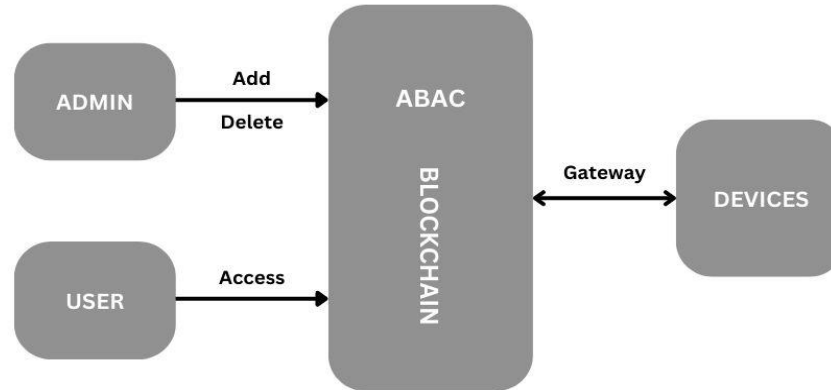 ADMIN
Add
Delete
ABAC
BLOCKCHAIN
Gateway
DEVICES
USER
Access